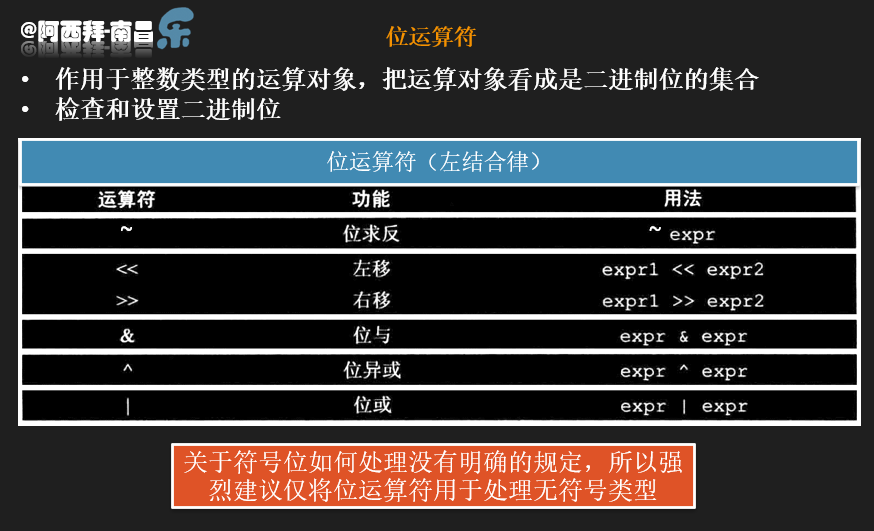 @阿西拜-南昌 乐
位运算符
• 作用于整数类型的运算对象，把运算对象看成是二进制位的集合
• 检查和设置二进制位
位运算符（左结合律）
运算符 功能 用法
~ 位求反 ~ expr
<< 左移 expr1 << expr2
>> 右移 expr1 >> expr2
& 位与 expr & expr
^ 位异或 expr ^ expr
| 位或 expr | expr
关于符号位如何处理没有明确的规定，所以强
烈建议仅将位运算符用于处理无符号类型